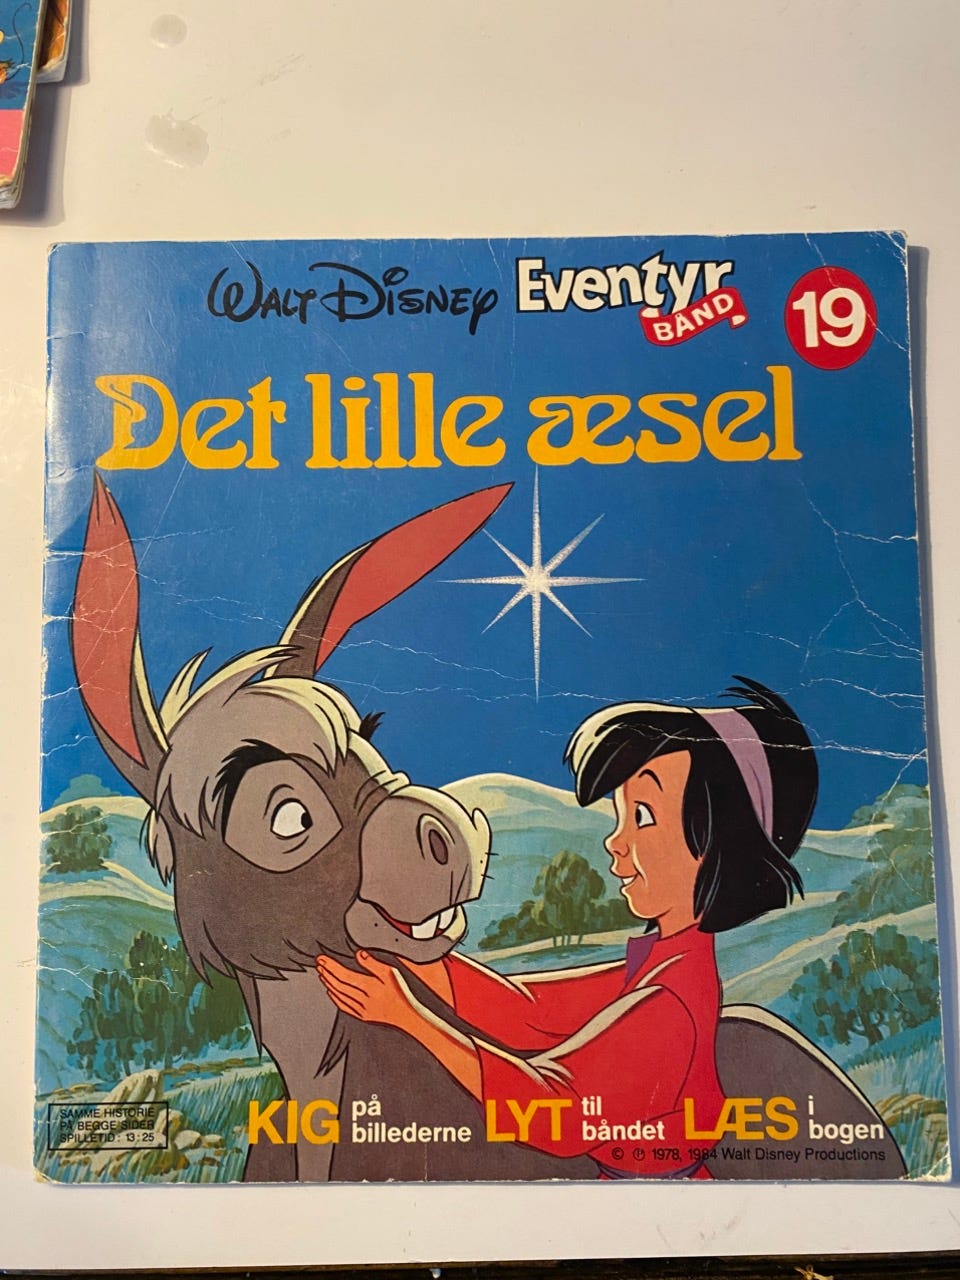 WALT DISNEY Eventyr BÅND 19
Det lille æsel
SAMME HISTORIE
PÅ BEGGE SIDER
SPILLETID: 13:25
KIG på billederne LYT til båndet LÆS i bogen
© ℗ 1978, 1984 Walt Disney Productions